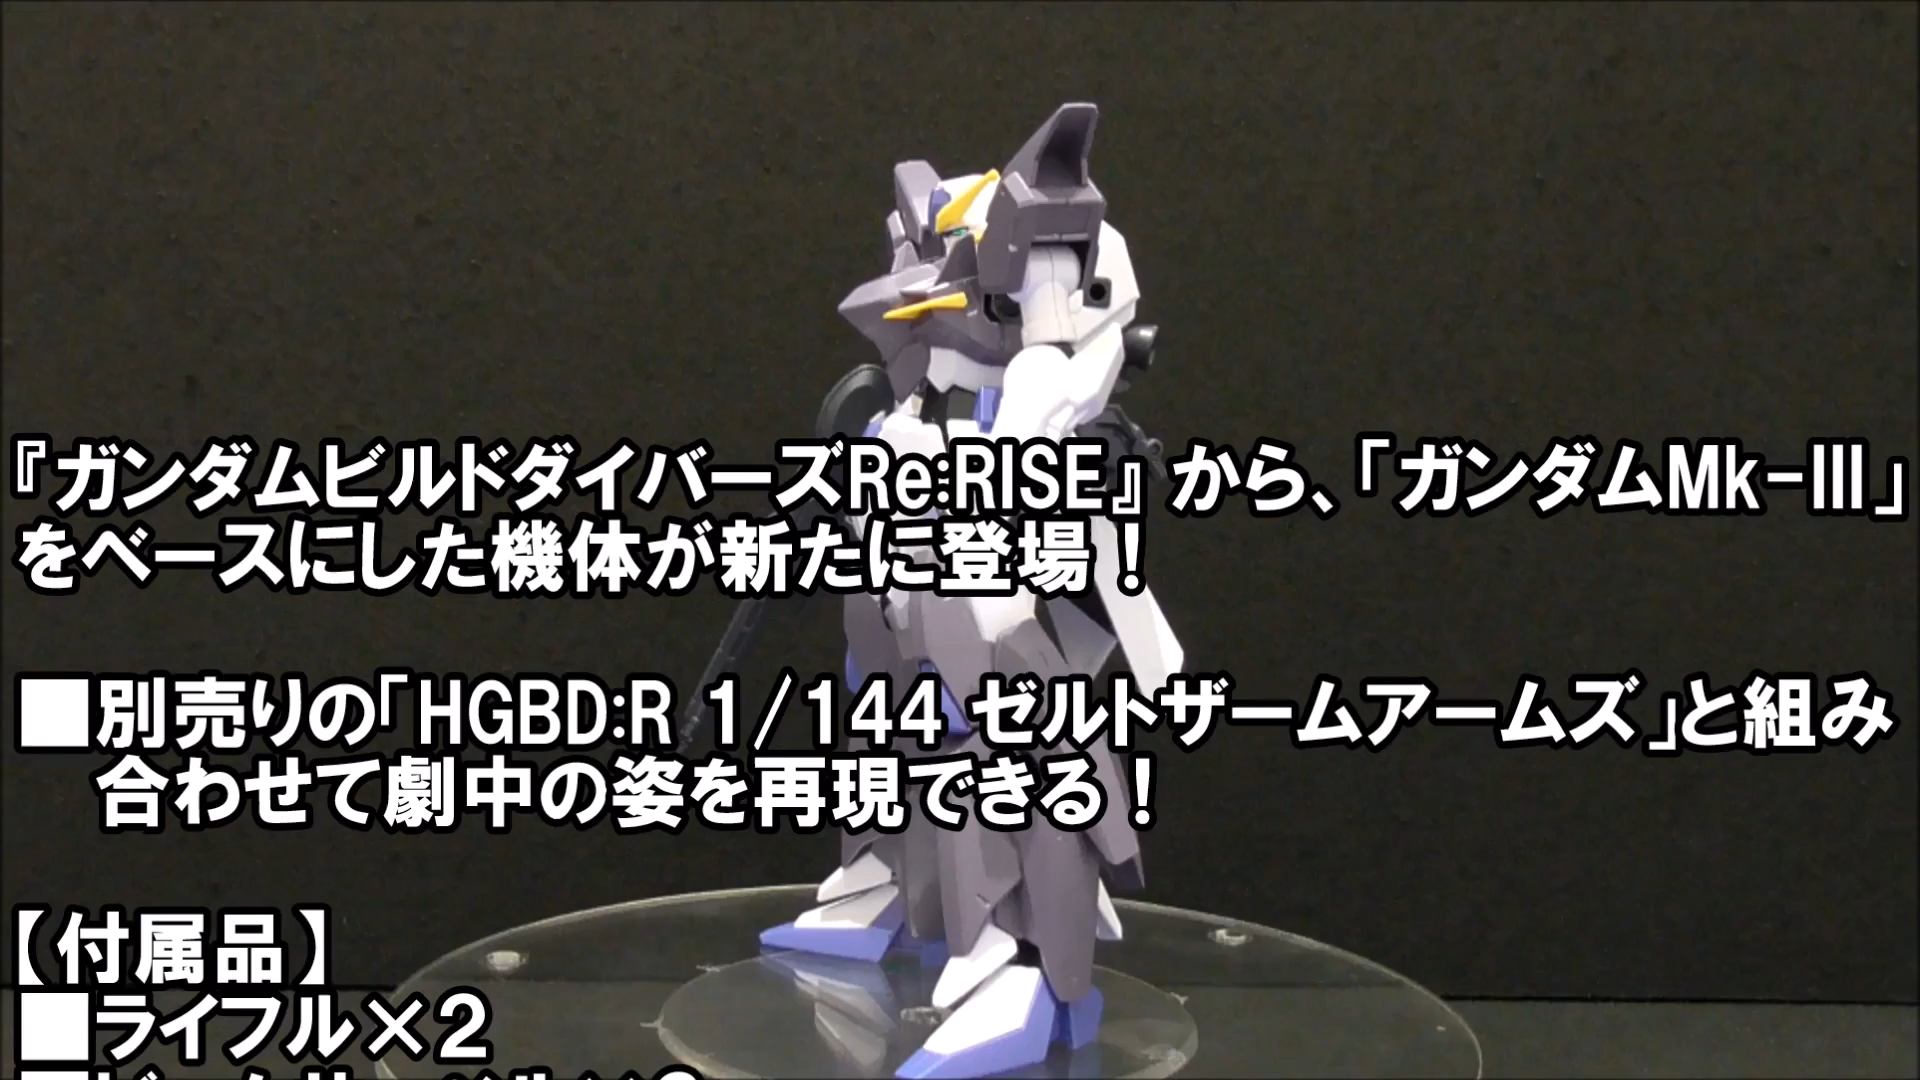 『ガンダムビルドダイバーズRe:RISE』から、「ガンダムMk-Ⅲ」
をベースにした機体が新たに登場！
■別売りの「HGBD:R 1/144 ゼルトザームアームズ」と組み
合わせて劇中の姿を再現できる！
【付属品】
■ライフル×2